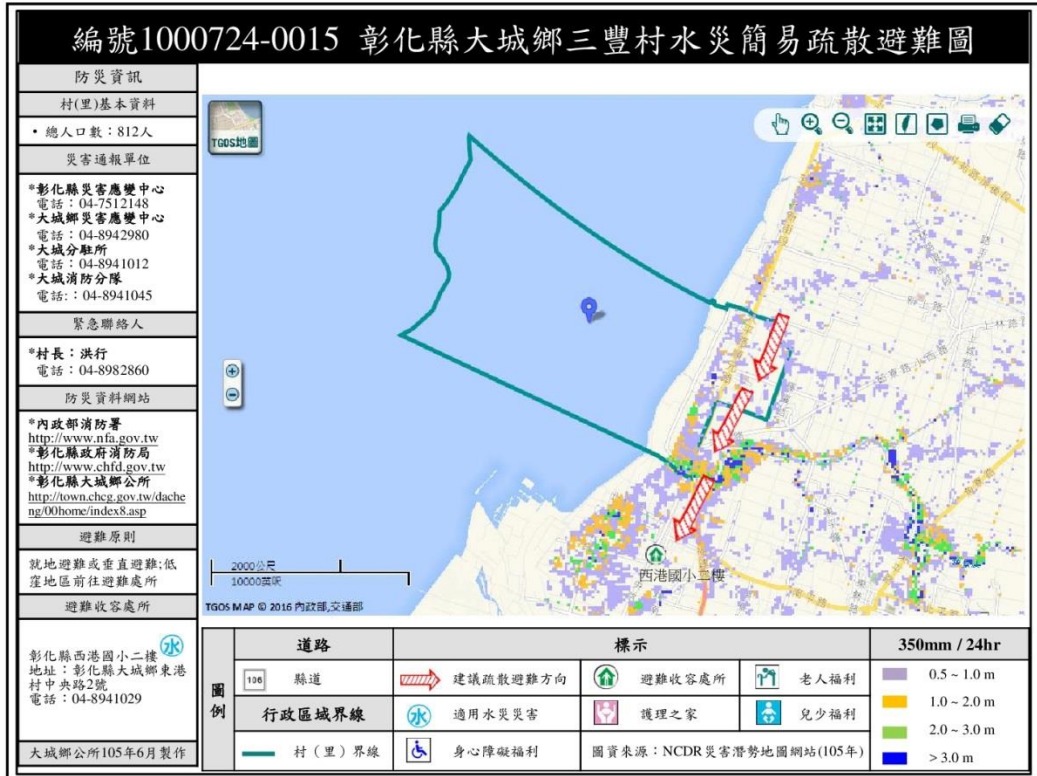 編號1000724-0015 彰化縣大城鄉三豐村水災簡易疏散避難圖
防災資訊
村(里)基本資料
• 總人口數：812人
災害通報單位
*彰化縣災害應變中心
電話：04-7512148
*大城鄉災害應變中心
電話：04-8942980
*大城分駐所
電話：04-8941012
*大城消防分隊
電話:：04-8941045
緊急聯絡人
*村長：洪行
電話：04-8982860
防災資料網站
*內政部消防署
http://www.nfa.gov.tw
*彰化縣政府消防局
http://www.chfd.gov.tw
*彰化縣大城鄉公所
http://town.chcg.gov.tw/dache
ng/00home/index8.asp
避難原則
就地避難或垂直避難;低
窪地區前往避難處所
避難收容處所
水
彰化縣西港國小二樓
地址：彰化縣大城鄉東港
村中央路2號
電話：04-8941029
大城鄉公所105年6月製作
TGOS地圖
上林路
西港國小二樓
2000公尺
10000英呎
TGOS MAP © 2016 內政部,交通部
圖例
道路
標示
350mm / 24hr
106 縣道
建議疏散避難方向
避難收容處所
老人福利
0.5 ~ 1.0 m
行政區域界線
水 適用水災災害
護理之家
兒少福利
1.0 ~ 2.0 m
2.0 ~ 3.0 m
村（里）界線
身心障礙福利
圖資來源：NCDR災害潛勢地圖網站(105年)
> 3.0 m